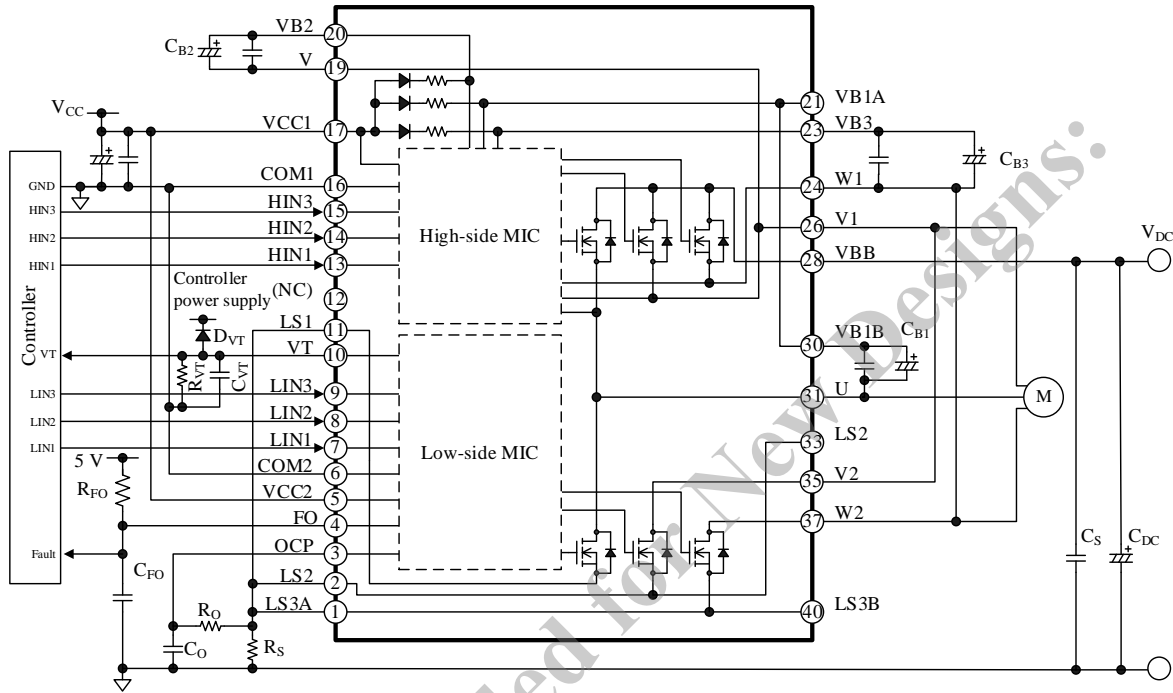 VB2
20
CB2
V
19
VCC
VCC1
17
21
VB1A
23
VB3
CB3
GND
COM1
16
24
W1
HIN3
HIN3
15
26
V1
HIN2
HIN2
14
High-side MIC
28
VBB
VDC
HIN1
HIN1
13
Controller
power supply
(NC)
12
DVT
LS1
11
Controller
VT
VT
10
30
VB1B
CB1
RVT
CVT
LIN3
LIN3
9
31
U
M
LIN2
LIN2
8
LIN1
LIN1
7
Low-side MIC
33
LS2
5 V
COM2
6
35
V2
RFO
VCC2
5
37
W2
FO
4
Fault
OCP
3
CS
CDC
CFO
LS2
2
LS3A
1
40
LS3B
RO
CO
RS
ed for New Designs: